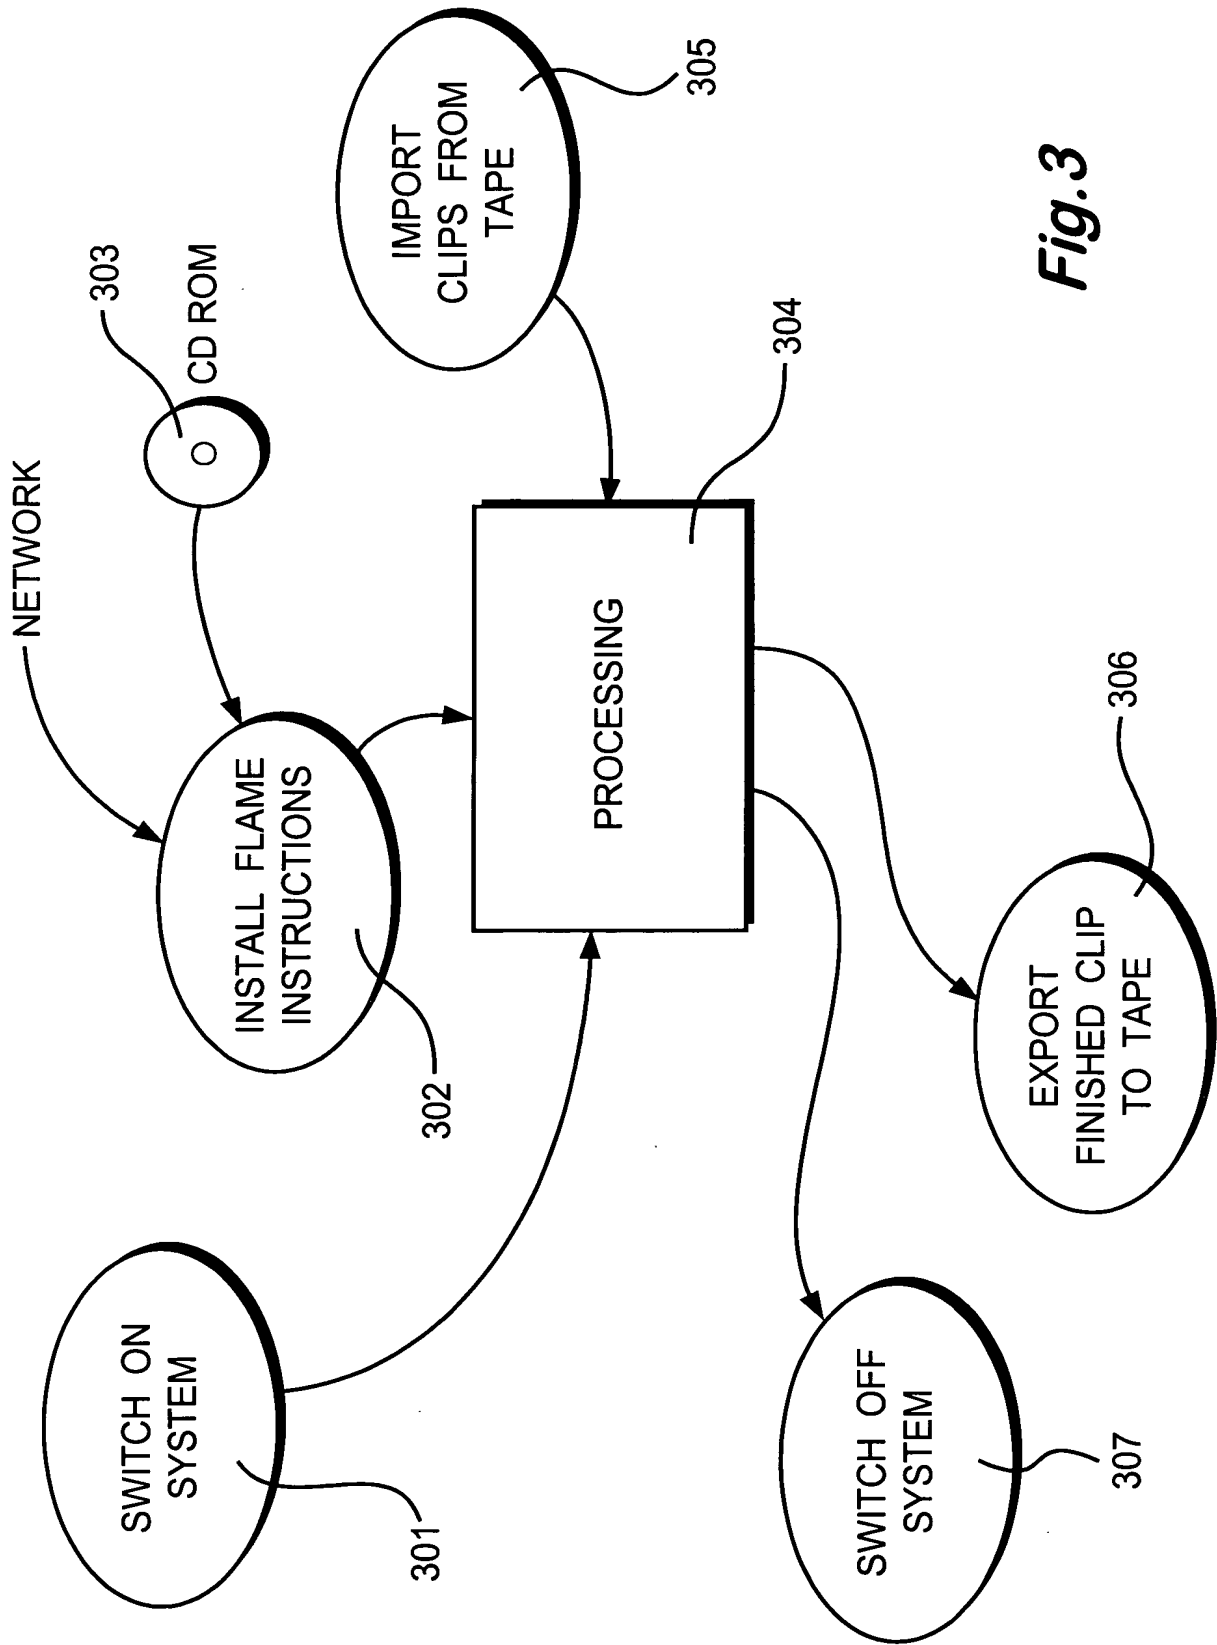 NETWORK
303
CD ROM
SWITCH ON
SYSTEM
301
INSTALL FLAME
INSTRUCTIONS
302
IMPORT
CLIPS FROM
TAPE
305
PROCESSING
304
SWITCH OFF
SYSTEM
307
EXPORT
FINISHED CLIP
TO TAPE
306
Fig.3